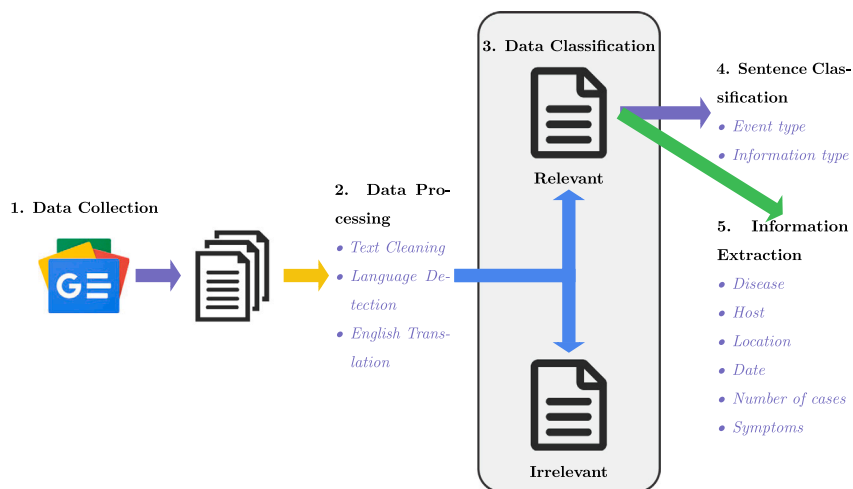 1. Data Collection
GE
2. Data Pro-
cessing
• Text Cleaning
• Language De-
tection
• English Trans-
lation
3. Data Classification
Relevant
Irrelevant
4. Sentence Clas-
sification
• Event type
• Information type
5. Information
Extraction
• Disease
• Host
• Location
• Date
• Number of cases
• Symptoms